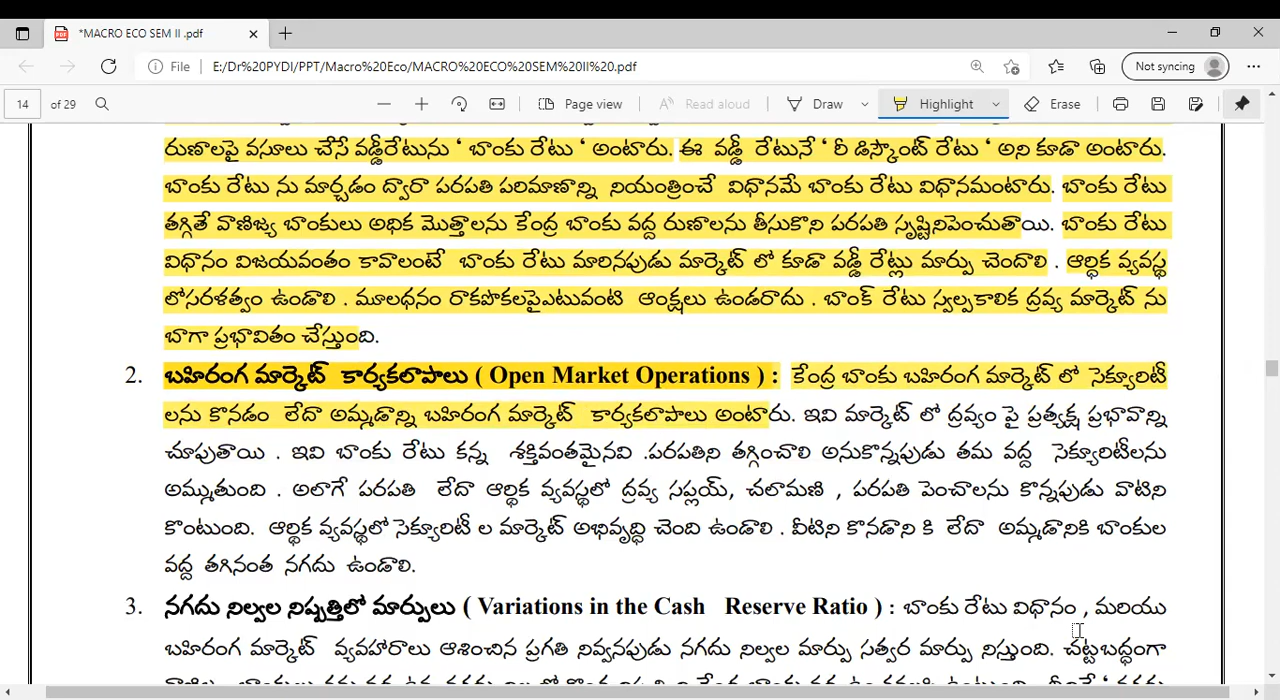 *MACRO ECO SEM II .pdf
File E:/Dr%20PYDI/PPT/Macro%20Eco/MACRO%20ECO%20SEM%20II%20.pdf Not syncing
14 of 29 Page view Read aloud Draw Highlight Erase
రుణాలపై వసూలు చేసే వడ్డీరేటును ‘ బాంకు రేటు ‘ అంటారు. ఈ వడ్డీ రేటునే ‘ రీ డిస్కౌంట్ రేటు ‘ అని కూడా అంటారు.
బాంకు రేటు ను మార్చడం ద్వారా పరపతి పరిమాణాన్ని నియంత్రించే విధానమే బాంకు రేటు విధానమంటారు. బాంకు రేటు
తగ్గితే వాణిజ్య బాంకులు అధిక మొత్తాలను కేంద్ర బాంకు వద్ద రుణాలను తీసుకొని పరపతి సృష్టినిపెంచుతాయి. బాంకు రేటు
విధానం విజయవంతం కావాలంటే బాంకు రేటు మారినపుడు మార్కెట్ లో కూడా వడ్డీ రేట్లు మార్పు చెందాలి . ఆర్ధిక వ్యవస్థ
లోసరళత్వం ఉండాలి . మూలధనం రాకపొకలపైఎటువంటి ఆంక్షలు ఉండరాదు . బాంక్ రేటు స్వల్పకాలిక ద్రవ్య మార్కెట్ ను
బాగా ప్రభావితం చేస్తుంది.
2. బహిరంగ మార్కెట్ కార్యకలాపాలు ( Open Market Operations ) : కేంద్ర బాంకు బహిరంగ మార్కెట్ లో సెక్యూరిటీ
లను కొనడం లేదా అమ్మడాన్ని బహిరంగ మార్కెట్ కార్యకలాపాలు అంటారు. ఇవి మార్కెట్ లో ద్రవ్యం పై ప్రత్యక్ష ప్రభావాన్ని
చూపుతాయి . ఇవి బాంకు రేటు కన్న శక్తివంతమైనవి .పరపతిని తగ్గించాలి అనుకొన్నపుడు తమ వద్ద సెక్యూరిటీలను
అమ్ముతుంది . అలాగే పరపతి లేదా ఆర్థిక వ్యవస్థలో ద్రవ్య సప్లయ్, చలామణి , పరపతి పెంచాలను కొన్నపుడు వాటిని
కొంటుంది. ఆర్థిక వ్యవస్థలో సెక్యూరిటీ ల మార్కెట్ అభివృద్ధి చెంది ఉండాలి . వీటిని కొనడాని కి లేదా అమ్మడానికి బాంకుల
వద్ద తగినంత నగదు ఉండాలి.
3. నగదు నిల్వల నిష్పత్తిలో మార్పులు ( Variations in the Cash Reserve Ratio ) : బాంకు రేటు విధానం , మరియు
బహిరంగ మార్కెట్ వ్యవహారాలు ఆశించిన ప్రగతి నివ్వనపుడు నగదు నిల్వల మార్పు సత్వర మార్పు నిస్తుంది. చట్టబద్ధంగా